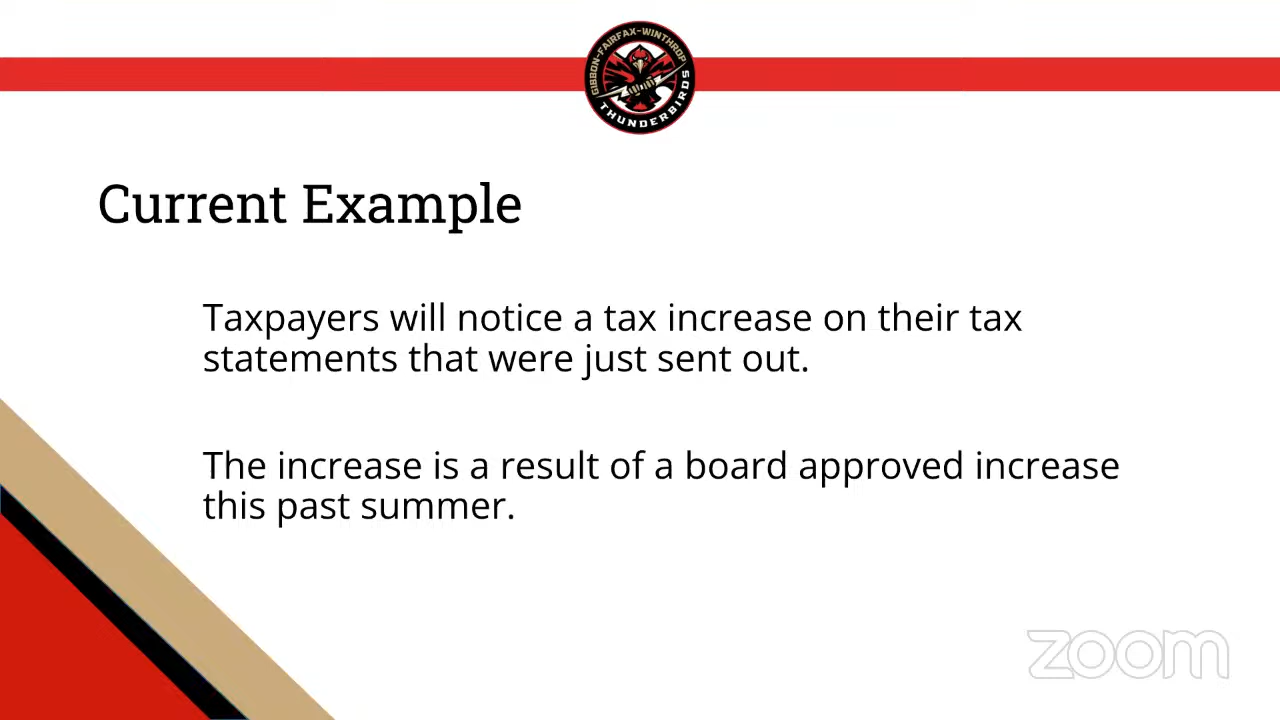 GIBBON-FAIRFAX-WINTHROP
THUNDERBIRDS
Current Example
Taxpayers will notice a tax increase on their tax
statements that were just sent out.
The increase is a result of a board approved increase
this past summer.
zoom